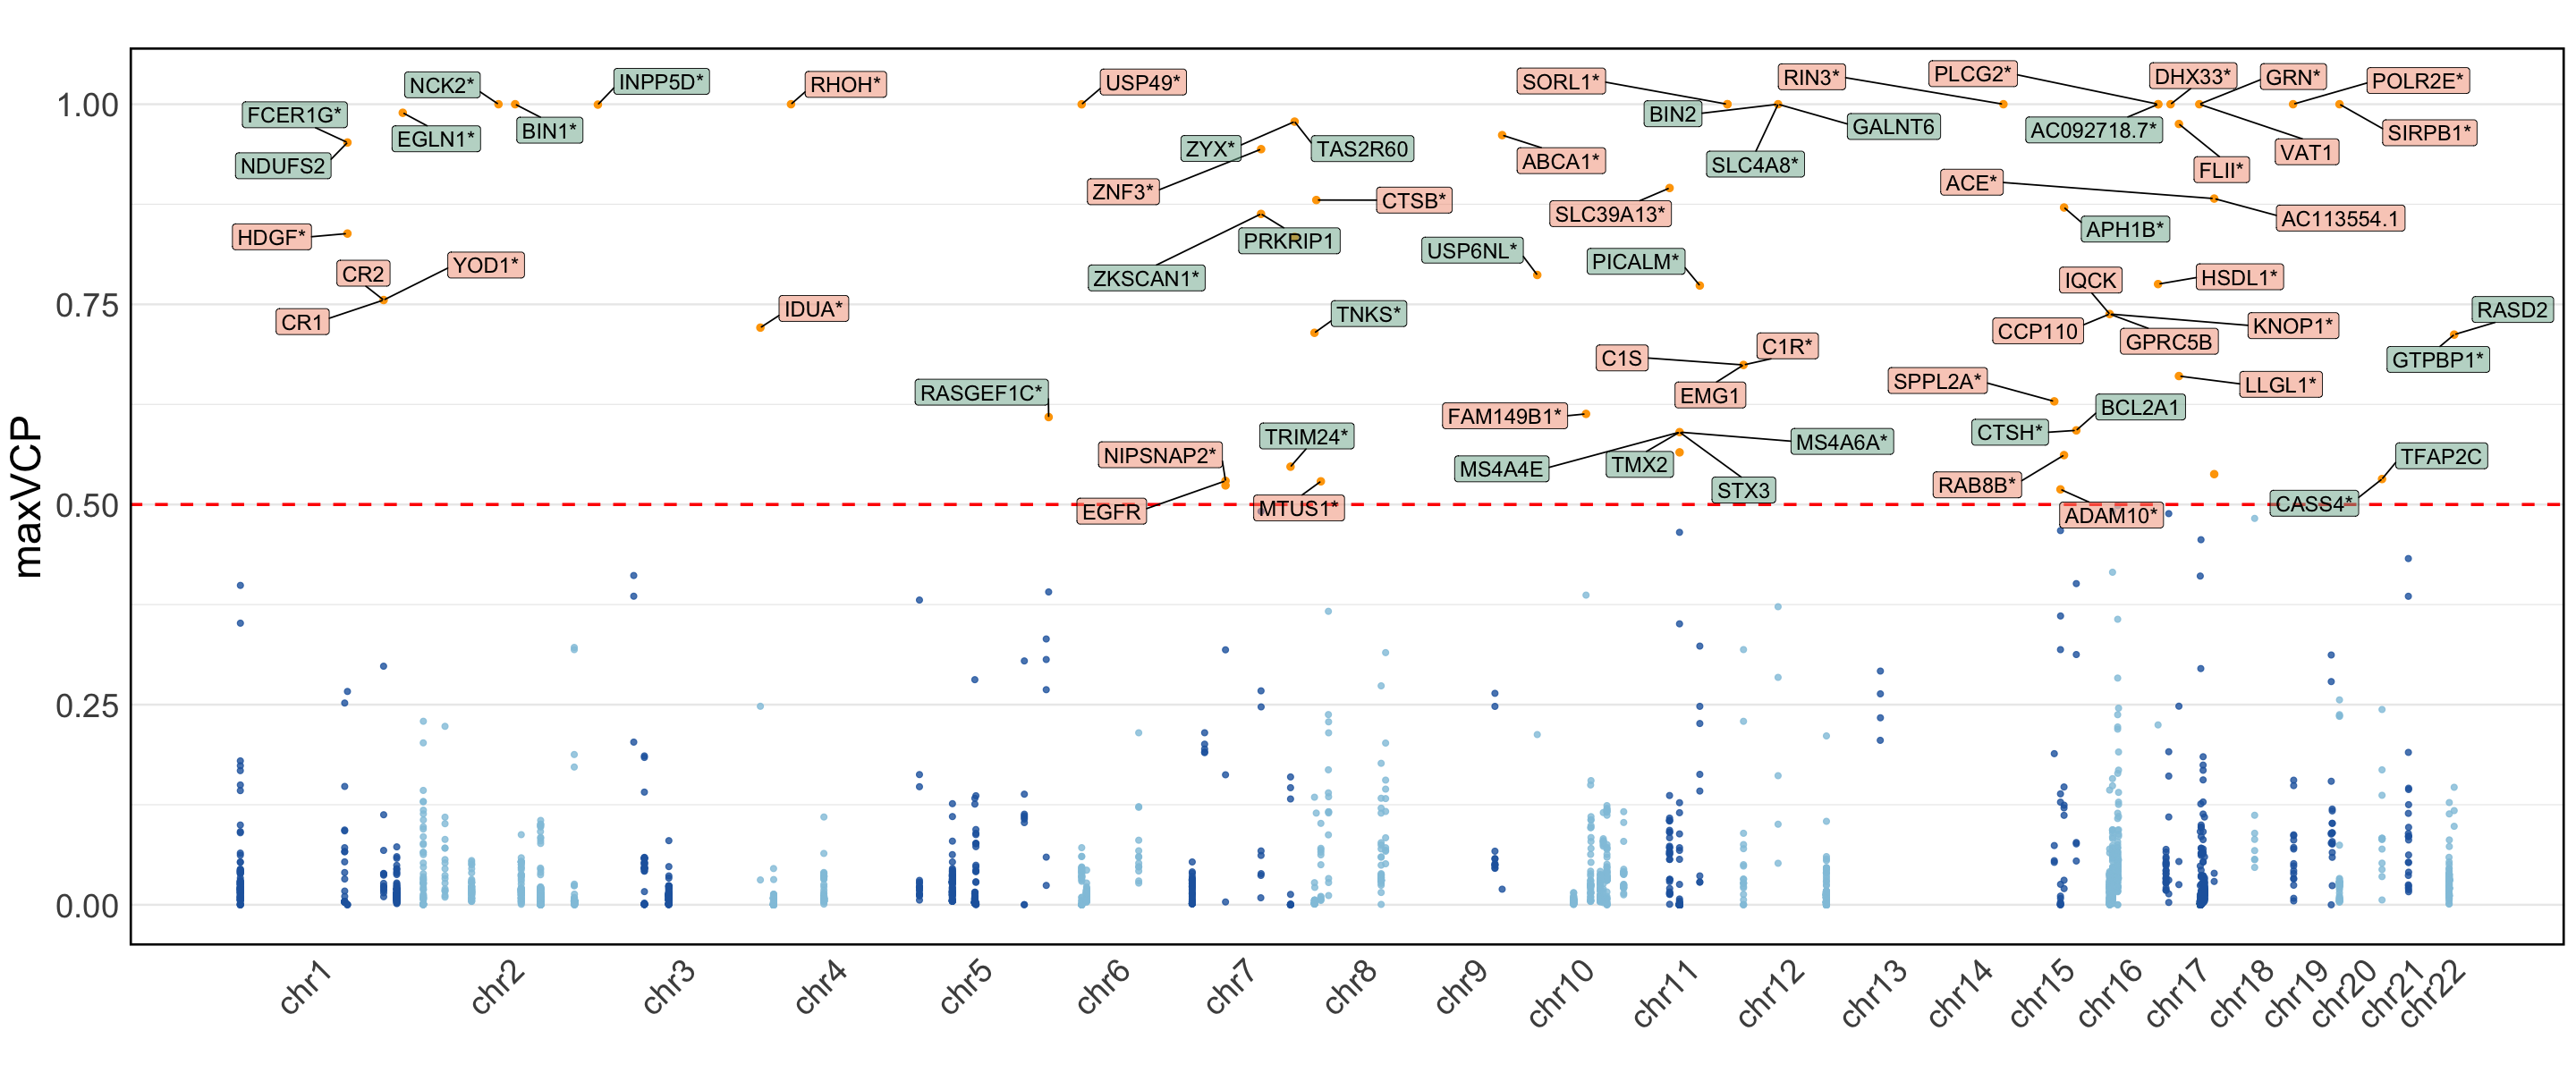 maxVCP
1.00
0.75
0.50
0.25
0.00
NCK2*
INPP5D*
RHOH*
USP49*
SORL1*
RIN3*
PLCG2*
DHX33*
GRN*
POLR2E*
FCER1G*
EGLN1*
BIN1*
BIN2
GALNT6
AC092718.7*
SIRPB1*
NDUFS2
ZYX*
TAS2R60
ABCA1*
SLC4A8*
VAT1
FLII*
ZNF3*
CTSB*
SLC39A13*
ACE*
AC113554.1
HDGF*
PRKRIP1
APH1B*
USP6NL*
PICALM*
CR2
YOD1*
ZKSCAN1*
IQCK
HSDL1*
CR1
IDUA*
TNKS*
CCP110
GPRC5B
KNOP1*
RASD2
C1S
C1R*
GTPBP1*
EMG1
SPPL2A*
LLGL1*
RASGEF1C*
FAM149B1*
BCL2A1
TRIM24*
CTSH*
NIPSNAP2*
MS4A4E
TMX2
MS4A6A*
TFAP2C
STX3
RAB8B*
EGFR
MTUS1*
CASS4*
ADAM10*
chr1
chr2
chr3
chr4
chr5
chr6
chr7
chr8
chr9
chr10
chr11
chr12
chr13
chr14
chr15
chr16
chr17
chr18
chr19
chr20
chr21
chr22